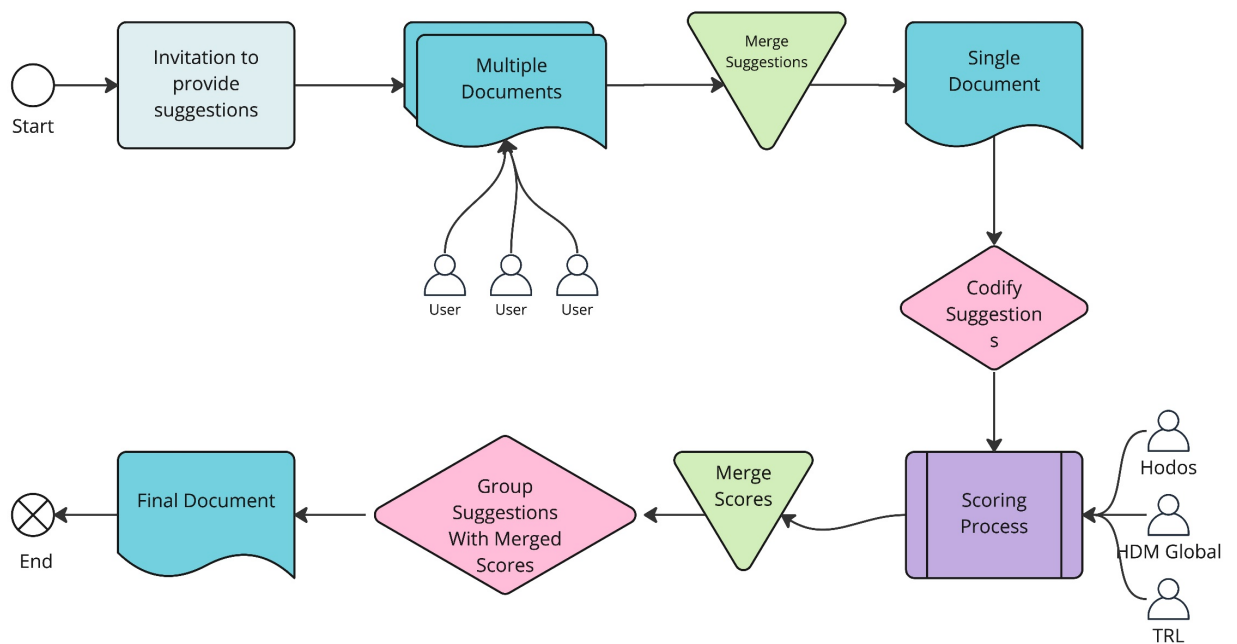 Start
Invitation to
provide
suggestions
Multiple
Documents
User
User
User
Merge
Suggestions
Single
Document
Codify
Suggestion
s
Hodos
HDM Global
TRL
Scoring
Process
Merge
Scores
Group
Suggestions
With Merged
Scores
Final Document
End